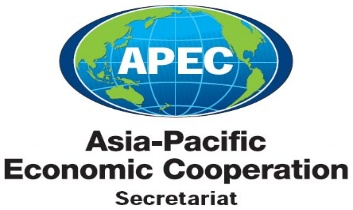 APEC
Asia-Pacific
Economic Cooperation
Secretariat